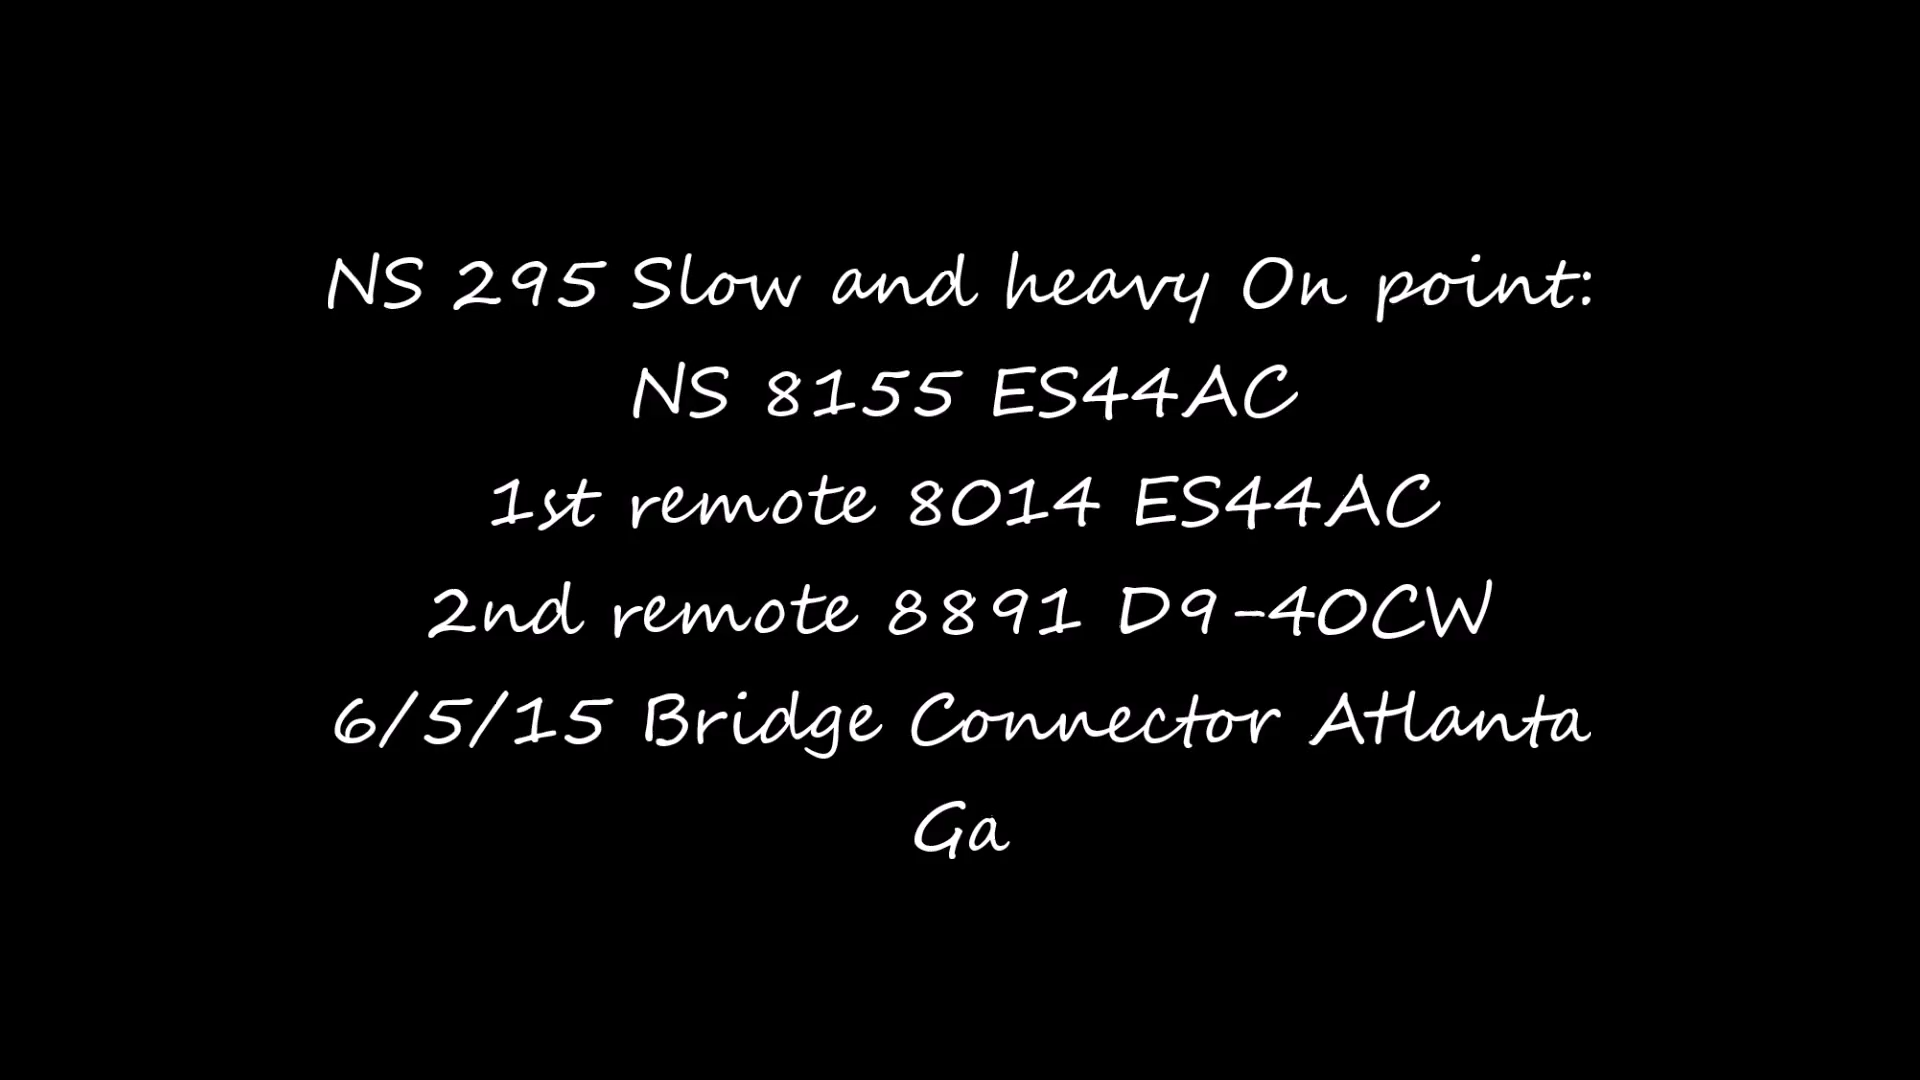 NS 295 Slow and heavy On point:
NS 8155 ES44AC
1st remote 8014 ES44AC
2nd remote 8891 D9-40CW
6/5/15 Bridge Connector Atlanta
Ga